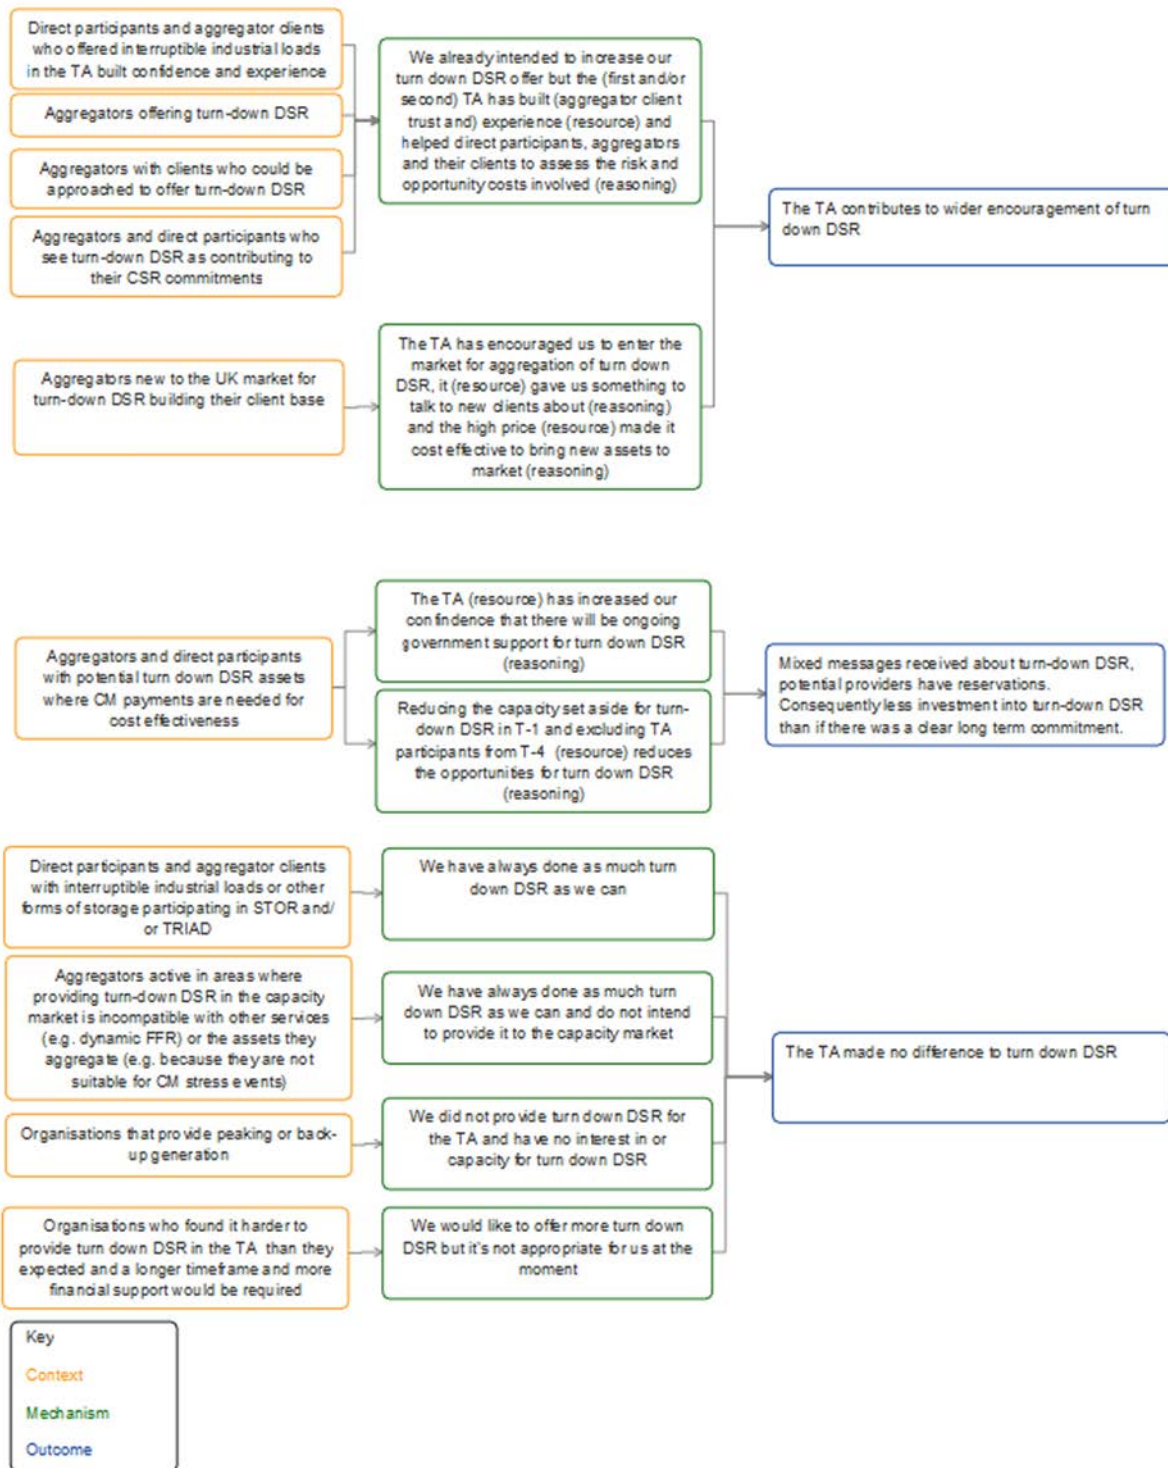 Direct participants and aggregator clients
who offered interruptible industrial loads
in the TA built confidence and experience
Aggregators offering turn-down DSR
Aggregators with clients who could be
approached to offer turn-down DSR
Aggregators and direct participants who
see turn-down DSR as contributing to
their CSR commitments
We already intended to increase our
turn down DSR offer but the (first and/or
second) TA has built (aggregator client
trust and) experience (resource) and
helped direct participants, aggregators
and their clients to assess the risk and
opportunity costs involved (reasoning)
The TA contributes to wider encouragement of turn
down DSR
Aggregators new to the UK market for
turn-down DSR building their client base
The TA has encouraged us to enter the
market for aggregation of turn down
DSR, it (resource) gave us something to
talk to new clients about (reasoning)
and the high price (resource) made it
cost effective to bring new assets to
market (reasoning)
Aggregators and direct participants
with potential turn down DSR assets
where CM payments are needed for
cost effectiveness
The TA (resource) has increased our
confindence that there will be ongoing
government support for turn down DSR
(reasoning)
Reducing the capacity set aside for turn-
down DSR in T-1 and excluding TA
participants from T-4 (resource) reduces
the opportunities for turn down DSR
(reasoning)
Mixed messages received about turn-down DSR,
potential providers have reservations.
Consequently less investment into turn-down DSR
than if there was a clear long term commitment.
Direct participants and aggregator clients
with interruptible industrial loads or other
forms of storage participating in STOR and/
or TRIAD
We have always done as much turn
down DSR as we can
Aggregators active in areas where
providing turn-down DSR in the capacity
market is incompatible with other services
(e.g. dynamic FFR) or the assets they
aggregate (e.g. because they are not
suitable for CM stress events)
We have always done as much turn
down DSR as we can and do not intend
to provide it to the capacity market
The TA made no difference to turn down DSR
Organisations that provide peaking or back-
up generation
We did not provide turn down DSR for
the TA and have no interest in or
capacity for turn down DSR
Organisations who found it harder to
provide turn down DSR in the TA than they
expected and a longer timeframe and more
financial support would be required
We would like to offer more turn down
DSR but it's not appropriate for us at the
moment
Key
Context
Mechanism
Outcome